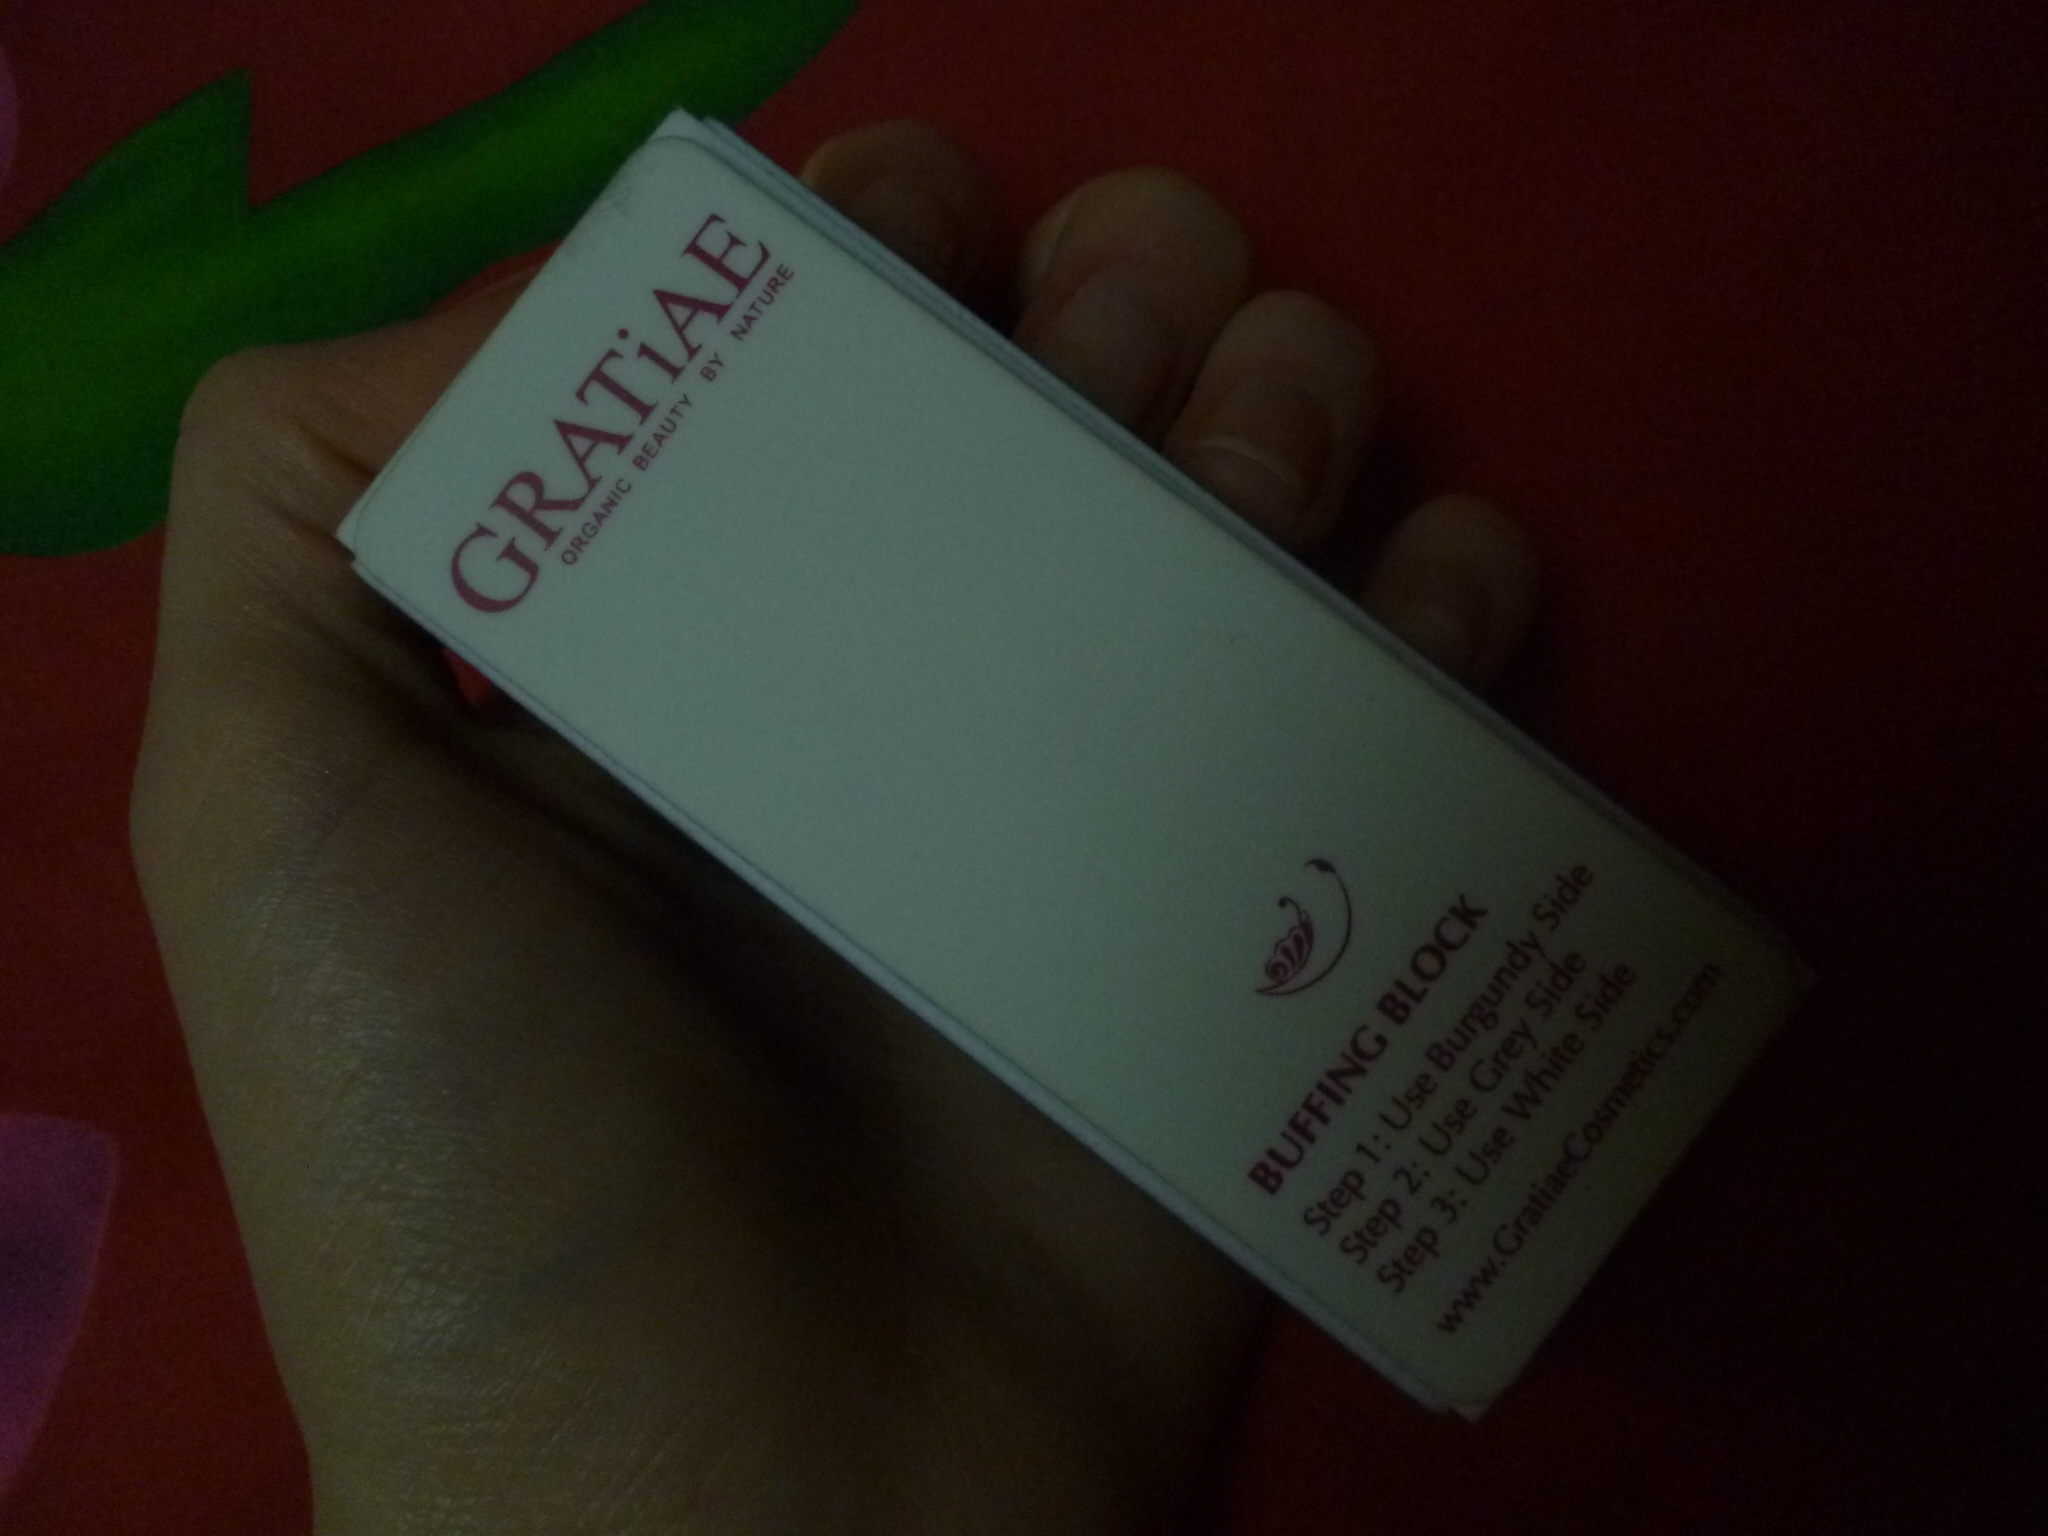 GRATiAE
ORGANIC BEAUTY BY NATURE
BUFFING BLOCK
Step 1: Use Burgundy Side
Step 2: Use Grey Side
Step 3: Use White Side
www.GratiaeCosmetics.com